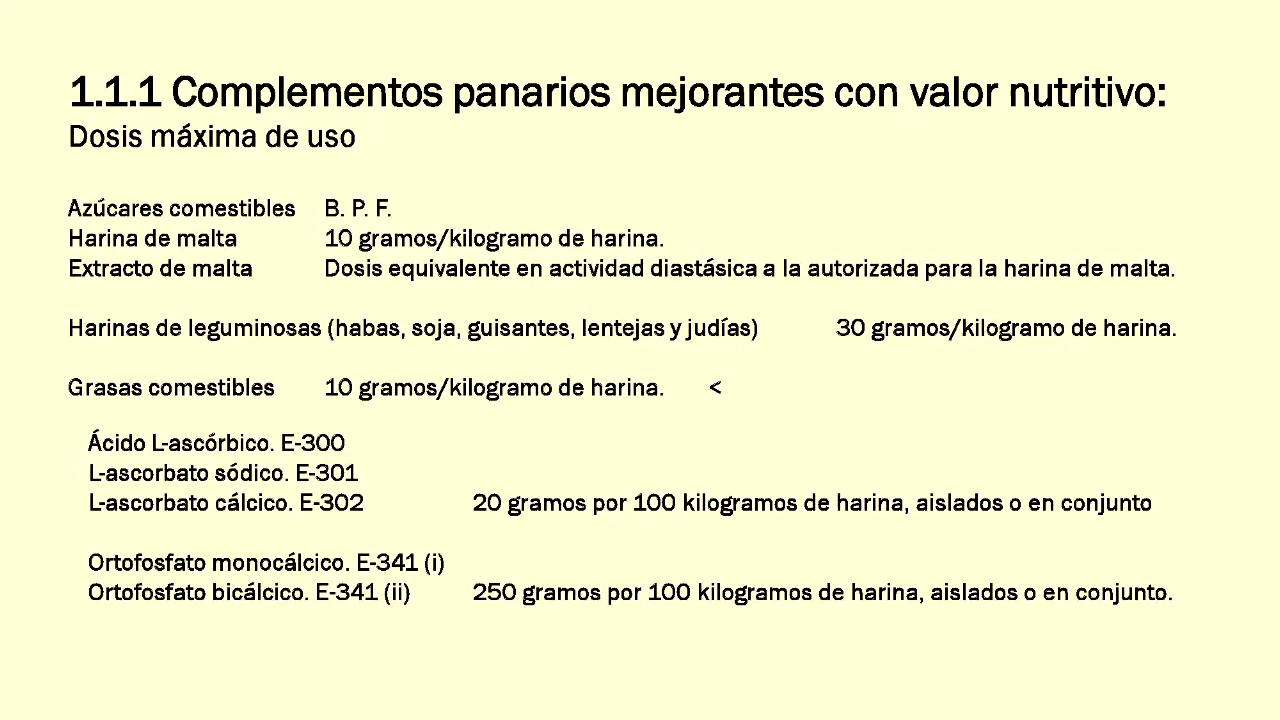 1.1.1 Complementos panarios mejorantes con valor nutritivo:
Dosis máxima de uso
Azúcares comestibles B. P. F.
Harina de malta 10 gramos/kilogramo de harina.
Extracto de malta Dosis equivalente en actividad diastásica a la autorizada para la harina de malta.
Harinas de leguminosas (habas, soja, guisantes, lentejas y judías) 30 gramos/kilogramo de harina.
Grasas comestibles 10 gramos/kilogramo de harina. <
Ácido L-ascórbico. E-300
L-ascorbato sódico. E-301
L-ascorbato cálcico. E-302 20 gramos por 100 kilogramos de harina, aislados o en conjunto
Ortofosfato monocálcico. E-341 (i)
Ortofosfato bicálcico. E-341 (ii) 250 gramos por 100 kilogramos de harina, aislados o en conjunto.